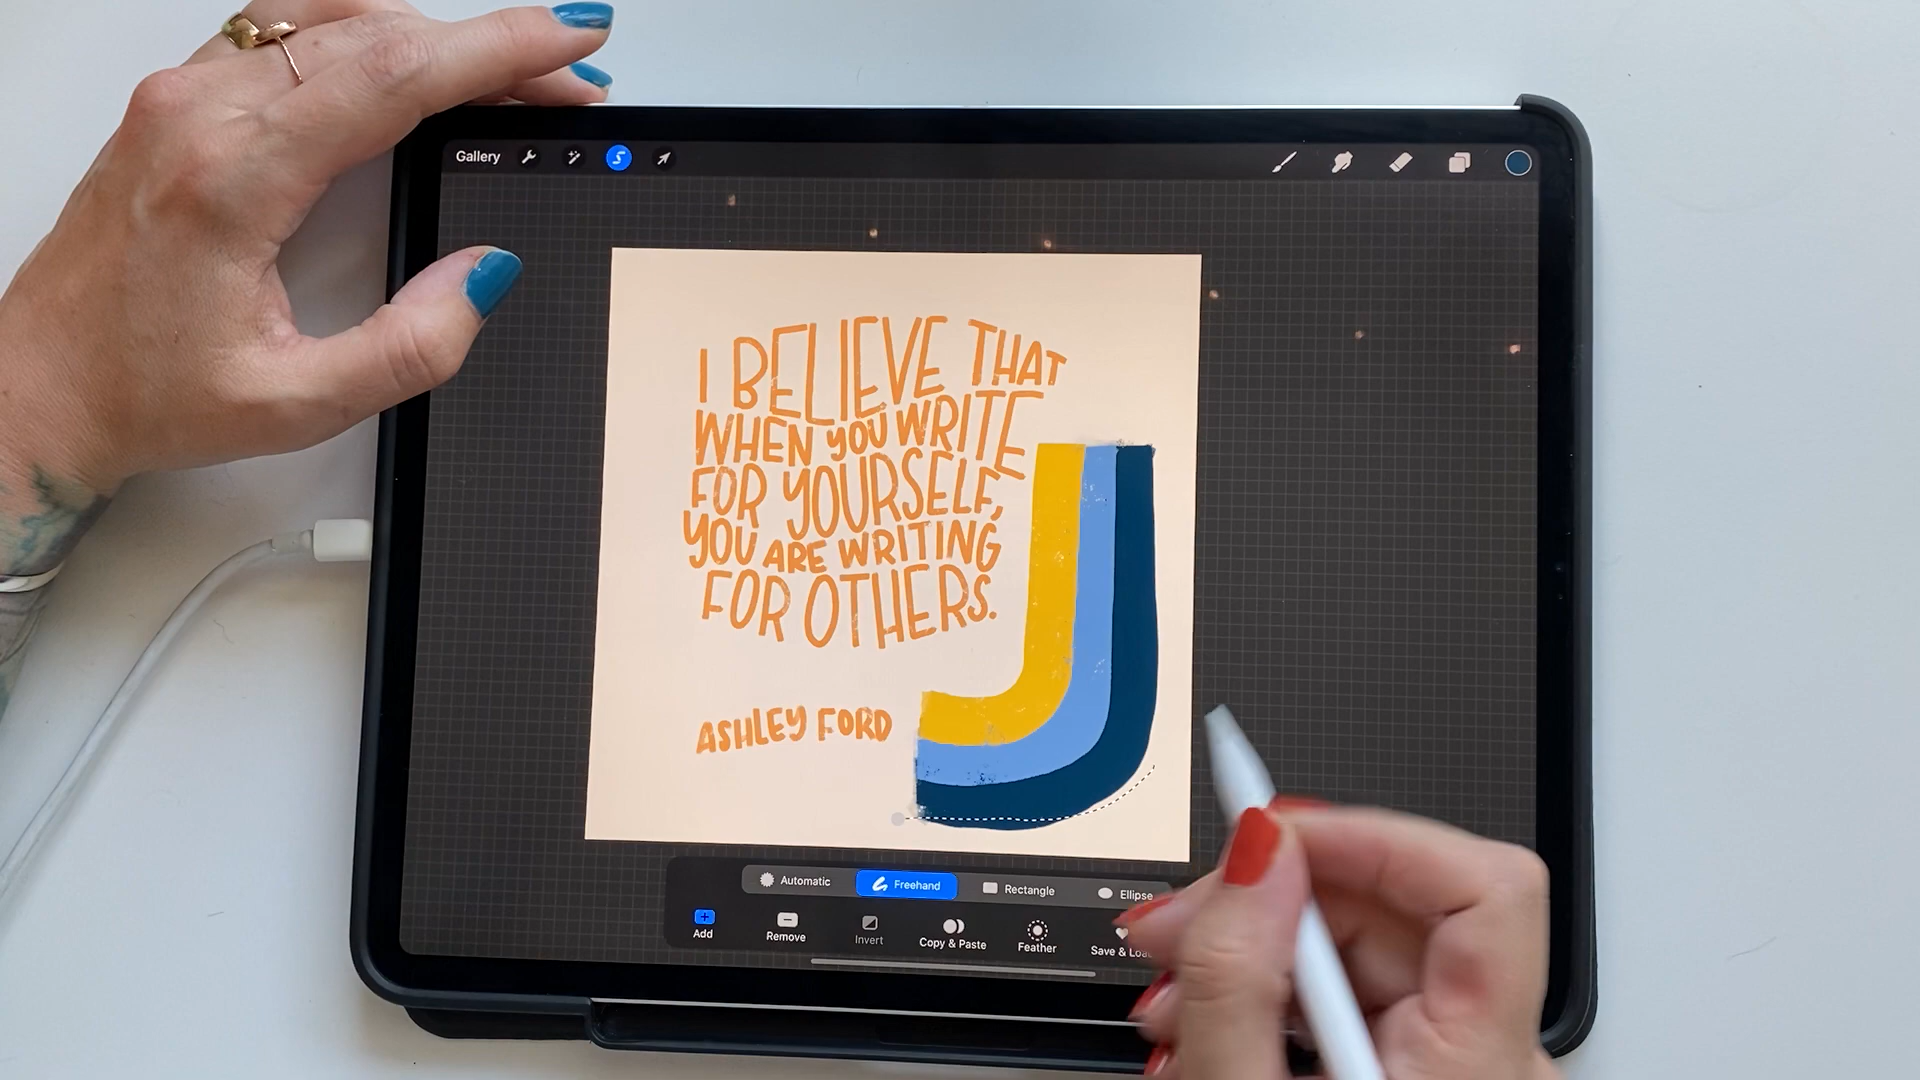 Gallery
I BELIEVE THAT
WHEN YOU WRITE
FOR YOURSELF,
YOU ARE WRITING
FOR OTHERS.
ASHLEY FORD
Automatic Freehand Rectangle Ellipse
Add Remove Invert Copy & Paste Feather Save &